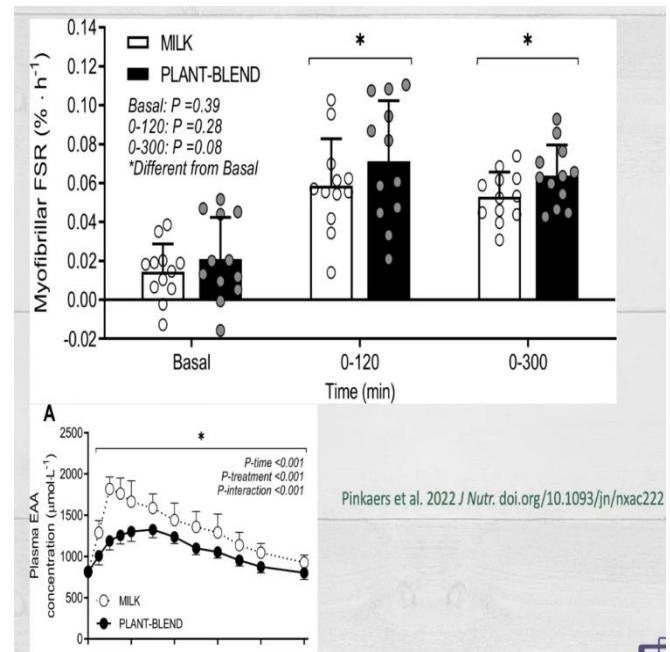 0.14
0.12
0.10
0.08
0.06
0.04
0.02
0.00
-0.02
Myofibrillar FSR (% · h⁻¹)
MILK
PLANT-BLEND
Basal: P =0.39
0-120: P =0.28
0-300: P =0.08
*Different from Basal
*
*
Basal 0-120 0-300
Time (min)
A
2500
2000
1500
1000
500
0
Plasma EAA
concentration (μmol·L⁻¹)
*
P-time <0.001
P-treatment <0.001
P-interaction <0.001
MILK
PLANT-BLEND
Pinkaers et al. 2022 J Nutr. doi.org/10.1093/jn/nxac222